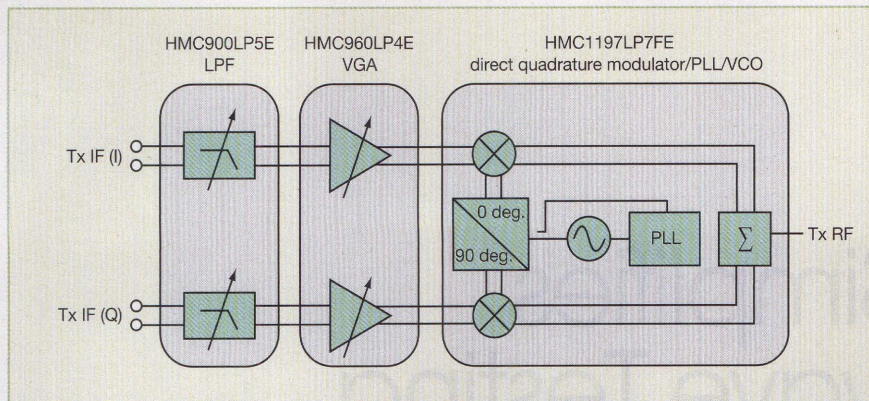 HMC900LP5E
LPF
HMC960LP4E
VGA
HMC1197LP7FE
direct quadrature modulator/PLL/VCO
Tx IF (I)
0 deg.
90 deg.
PLL
Σ
Tx RF
Tx IF (Q)